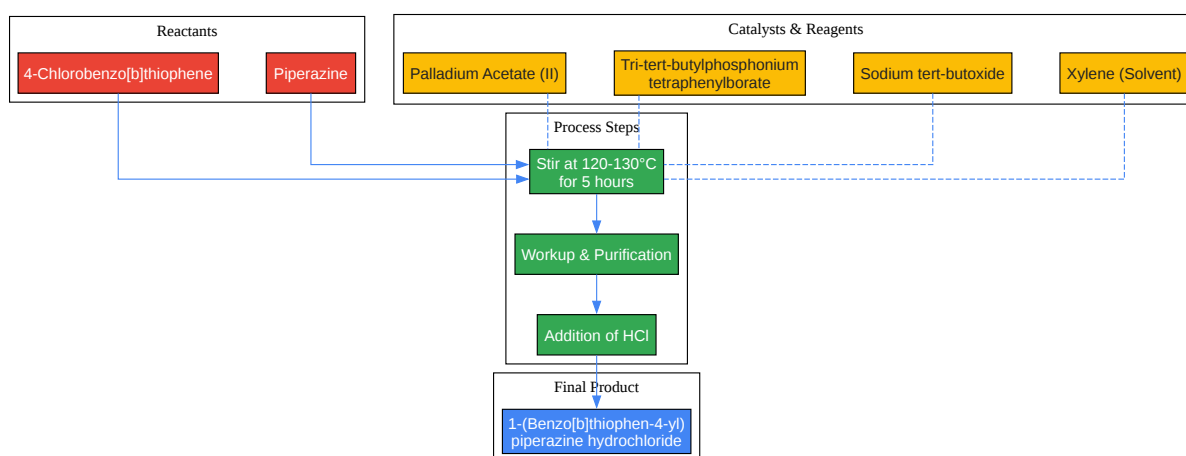 Reactants
4-Chlorobenzo[b]thiophene
Piperazine
Catalysts & Reagents
Palladium Acetate (II)
Tri-tert-butylphosphonium
tetraphenylborate
Sodium tert-butoxide
Xylene (Solvent)
Process Steps
Stir at 120-130°C
for 5 hours
Workup & Purification
Addition of HCl
Final Product
1-(Benzo[b]thiophen-4-yl)
piperazine hydrochloride